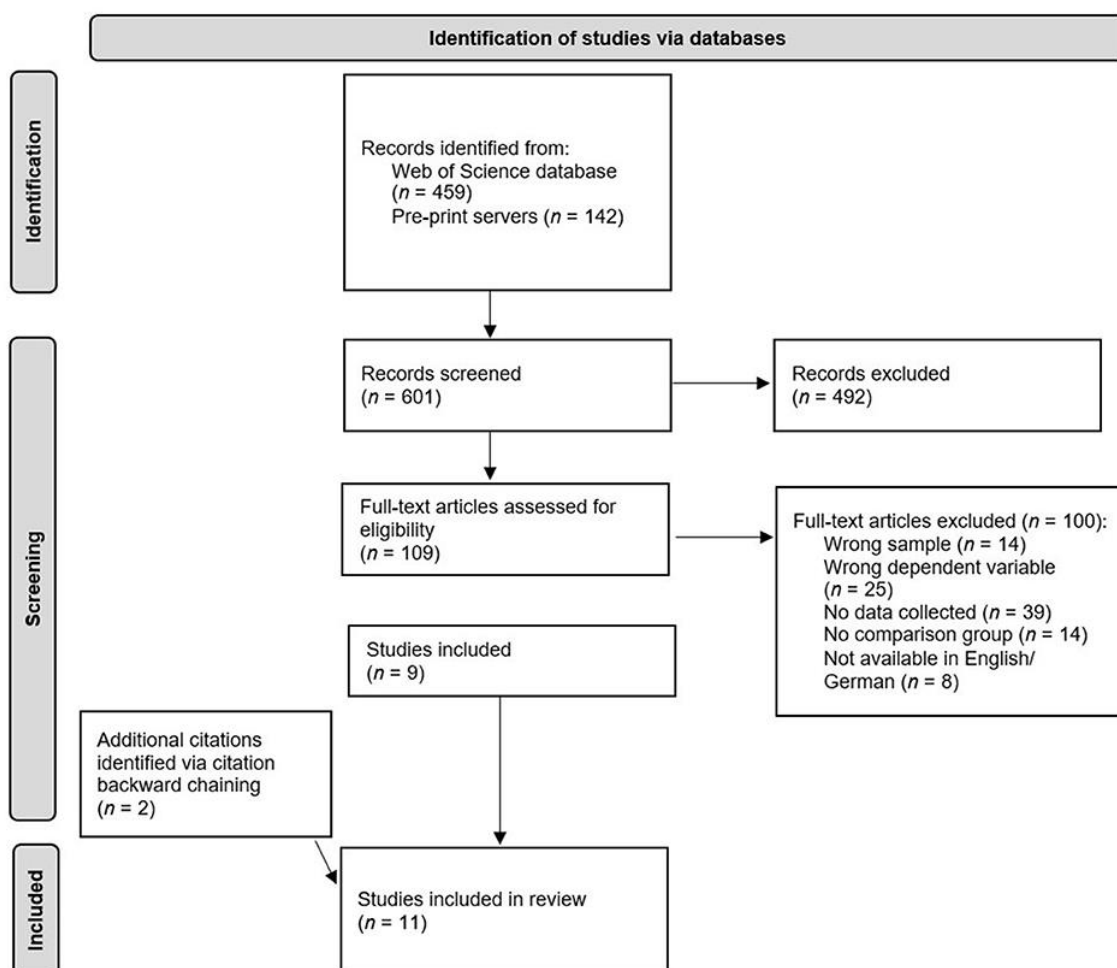 Identification of studies via databases
Identification
Records identified from:
Web of Science database
(n = 459)
Pre-print servers (n = 142)
Screening
Records screened
(n = 601)
Records excluded
(n = 492)
Full-text articles assessed for
eligibility
(n = 109)
Full-text articles excluded (n = 100):
Wrong sample (n = 14)
Wrong dependent variable
(n = 25)
No data collected (n = 39)
No comparison group (n = 14)
Not available in English/
German (n = 8)
Studies included
(n = 9)
Additional citations
identified via citation
backward chaining
(n = 2)
Included
Studies included in review
(n = 11)